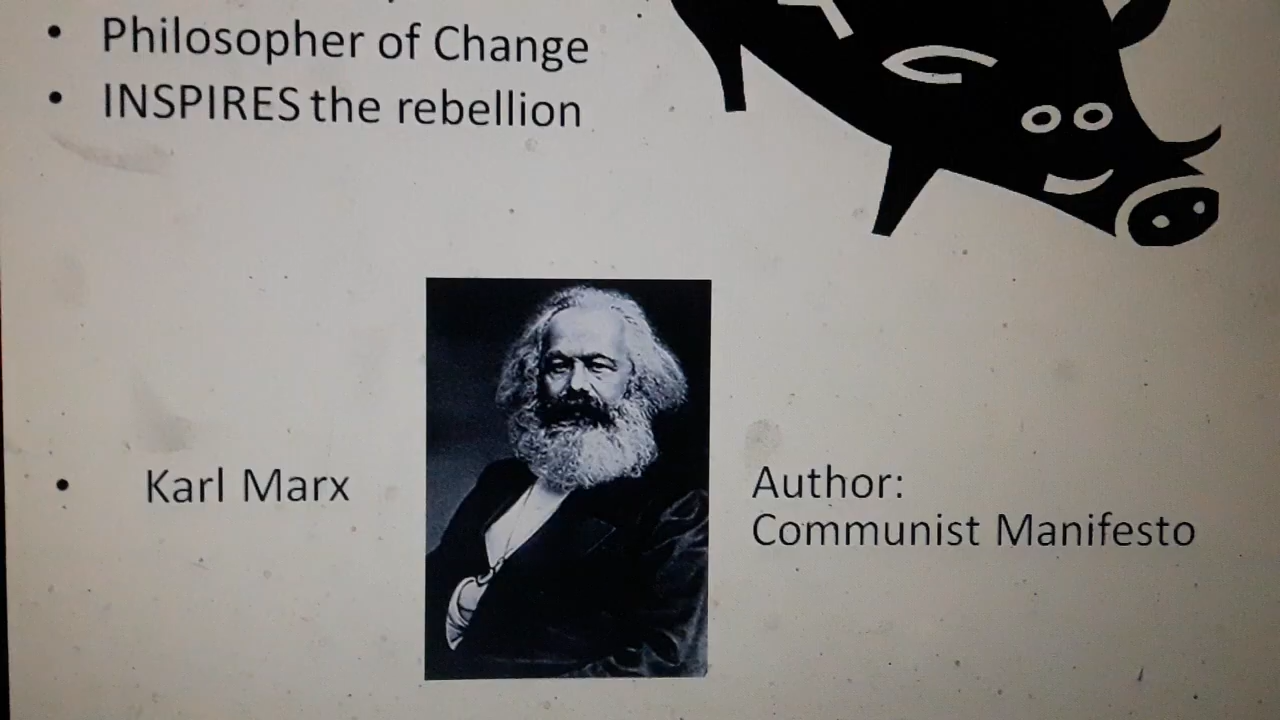 • Philosopher of Change
• INSPIRES the rebellion
• Karl Marx
Author:
Communist Manifesto